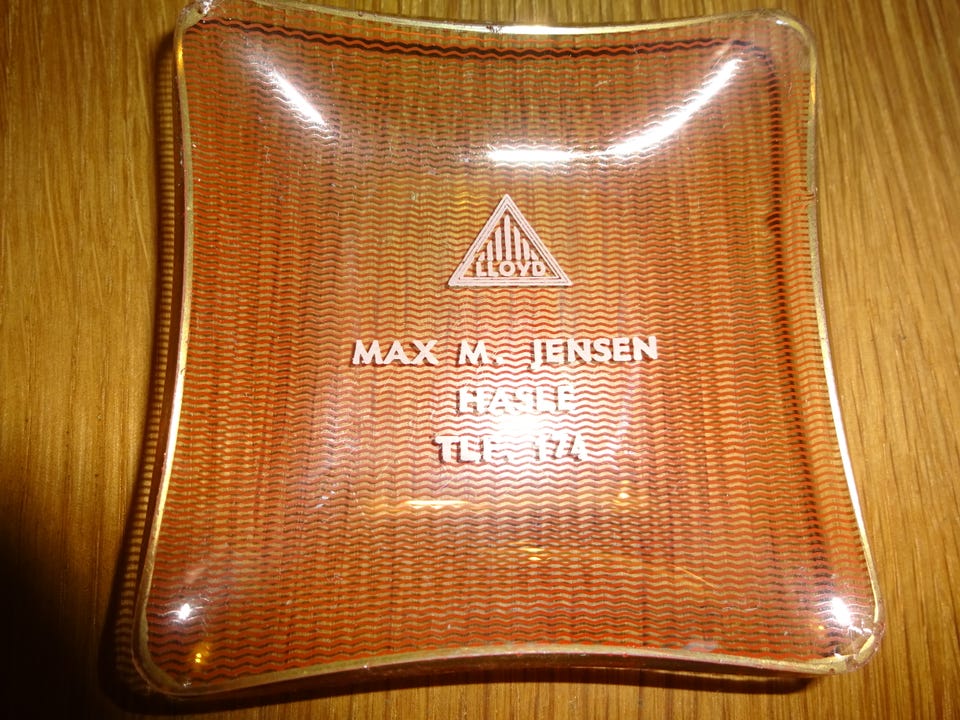 LLOYD
MAX M. JENSEN
HASLE
TLF. 174